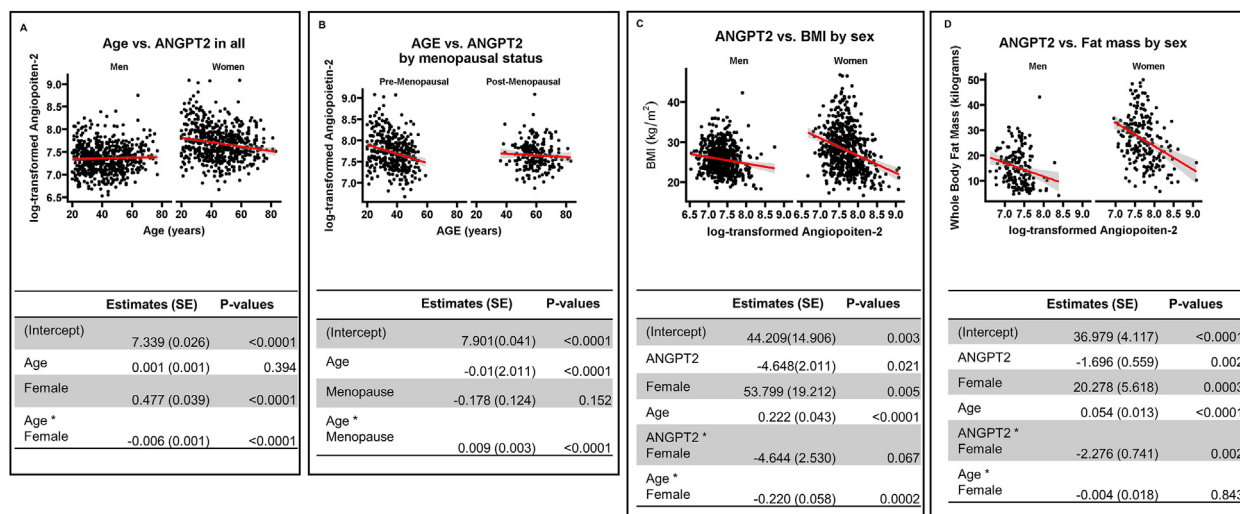 A
Age vs. ANGPT2 in all
Men Women
log-transformed Angiopoiten-2
9.0
8.5
8.0
7.5
7.0
6.5
20 40 60 80 20 40 60 80
Age (years)
Estimates (SE) P-values
(Intercept) 7.339 (0.026) <0.0001
Age 0.001 (0.001) 0.394
Female 0.477 (0.039) <0.0001
Age *
Female -0.006 (0.001) <0.0001
B
AGE vs. ANGPT2
by menopausal status
Pre-Menopausal Post-Menopausal
log-transformed Angiopoietin-2
9.0
8.5
8.0
7.5
7.0
20 40 60 80 20 40 60 80
AGE (years)
Estimates (SE) P-values
(Intercept) 7.901(0.041) <0.0001
Age -0.01(2.011) <0.0001
Menopause -0.178 (0.124) 0.152
Age *
Menopause 0.009 (0.003) <0.0001
C
ANGPT2 vs. BMI by sex
Men Women
BMI (kg/m²)
40
30
20
6.5 7.0 7.5 8.0 8.5 9.0 6.5 7.0 7.5 8.0 8.5 9.0
log-transformed Angiopoiten-2
Estimates (SE) P-values
(Intercept) 44.209(14.906) 0.003
ANGPT2 -4.648(2.011) 0.021
Female 53.799 (19.212) 0.005
Age 0.222 (0.043) <0.0001
ANGPT2 *
Female -4.644 (2.530) 0.067
Age *
Female -0.220 (0.058) 0.0002
D
ANGPT2 vs. Fat mass by sex
Men Women
Whole Body Fat Mass (kilograms)
50
40
30
20
10
7.0 7.5 8.0 8.5 9.0 7.0 7.5 8.0 8.5 9.0
log-transformed Angiopoiten-2
Estimates (SE) P-values
(Intercept) 36.979 (4.117) <0.0001
ANGPT2 -1.696 (0.559) 0.002
Female 20.278 (5.618) 0.0003
Age 0.054 (0.013) <0.0001
ANGPT2 *
Female -2.276 (0.741) 0.002
Age *
Female -0.004 (0.018) 0.843